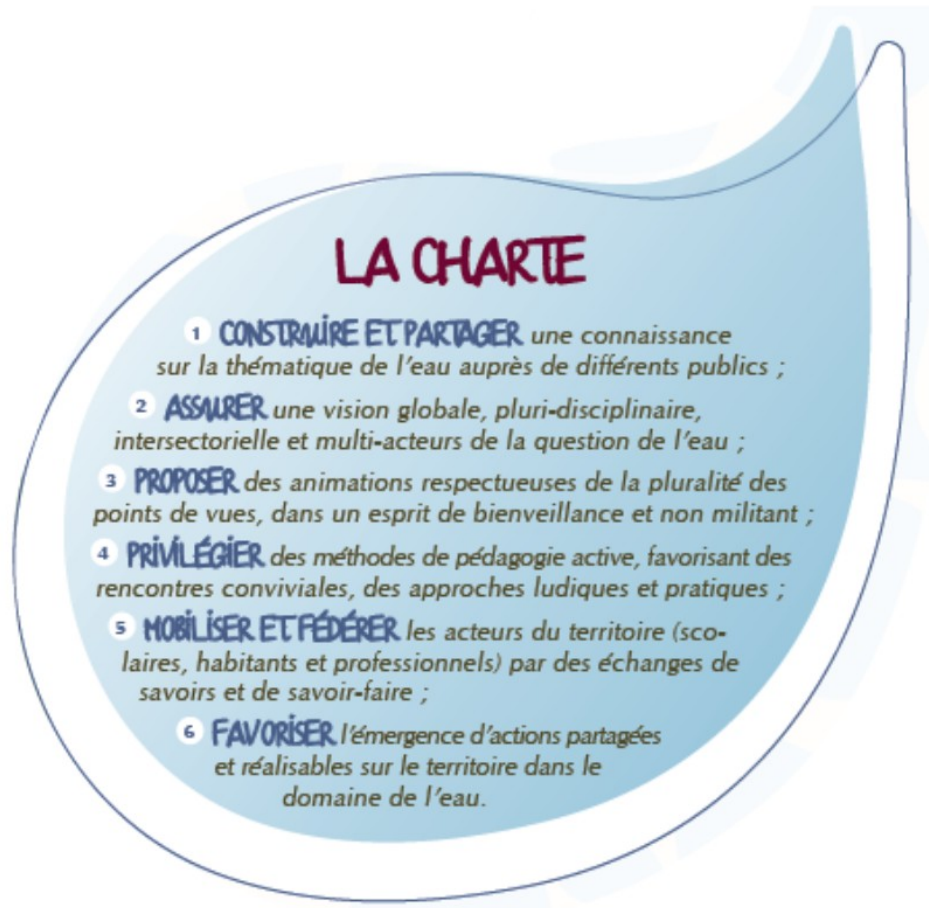 LA CHARTE
1 CONSTRUIRE ET PARTAGER une connaissance
sur la thématique de l'eau auprès de différents publics ;
2 ASSURER une vision globale, pluri-disciplinaire,
intersectorielle et multi-acteurs de la question de l'eau ;
3 PROPOSER des animations respectueuses de la pluralité des
points de vues, dans un esprit de bienveillance et non militant ;
4 PRIVILÉGIER des méthodes de pédagogie active, favorisant des
rencontres conviviales, des approches ludiques et pratiques ;
5 MOBILISER ET FÉDÉRER les acteurs du territoire (sco-
laires, habitants et professionnels) par des échanges de
savoirs et de savoir-faire ;
6 FAVORISER l'émergence d'actions partagées
et réalisables sur le territoire dans le
domaine de l'eau.